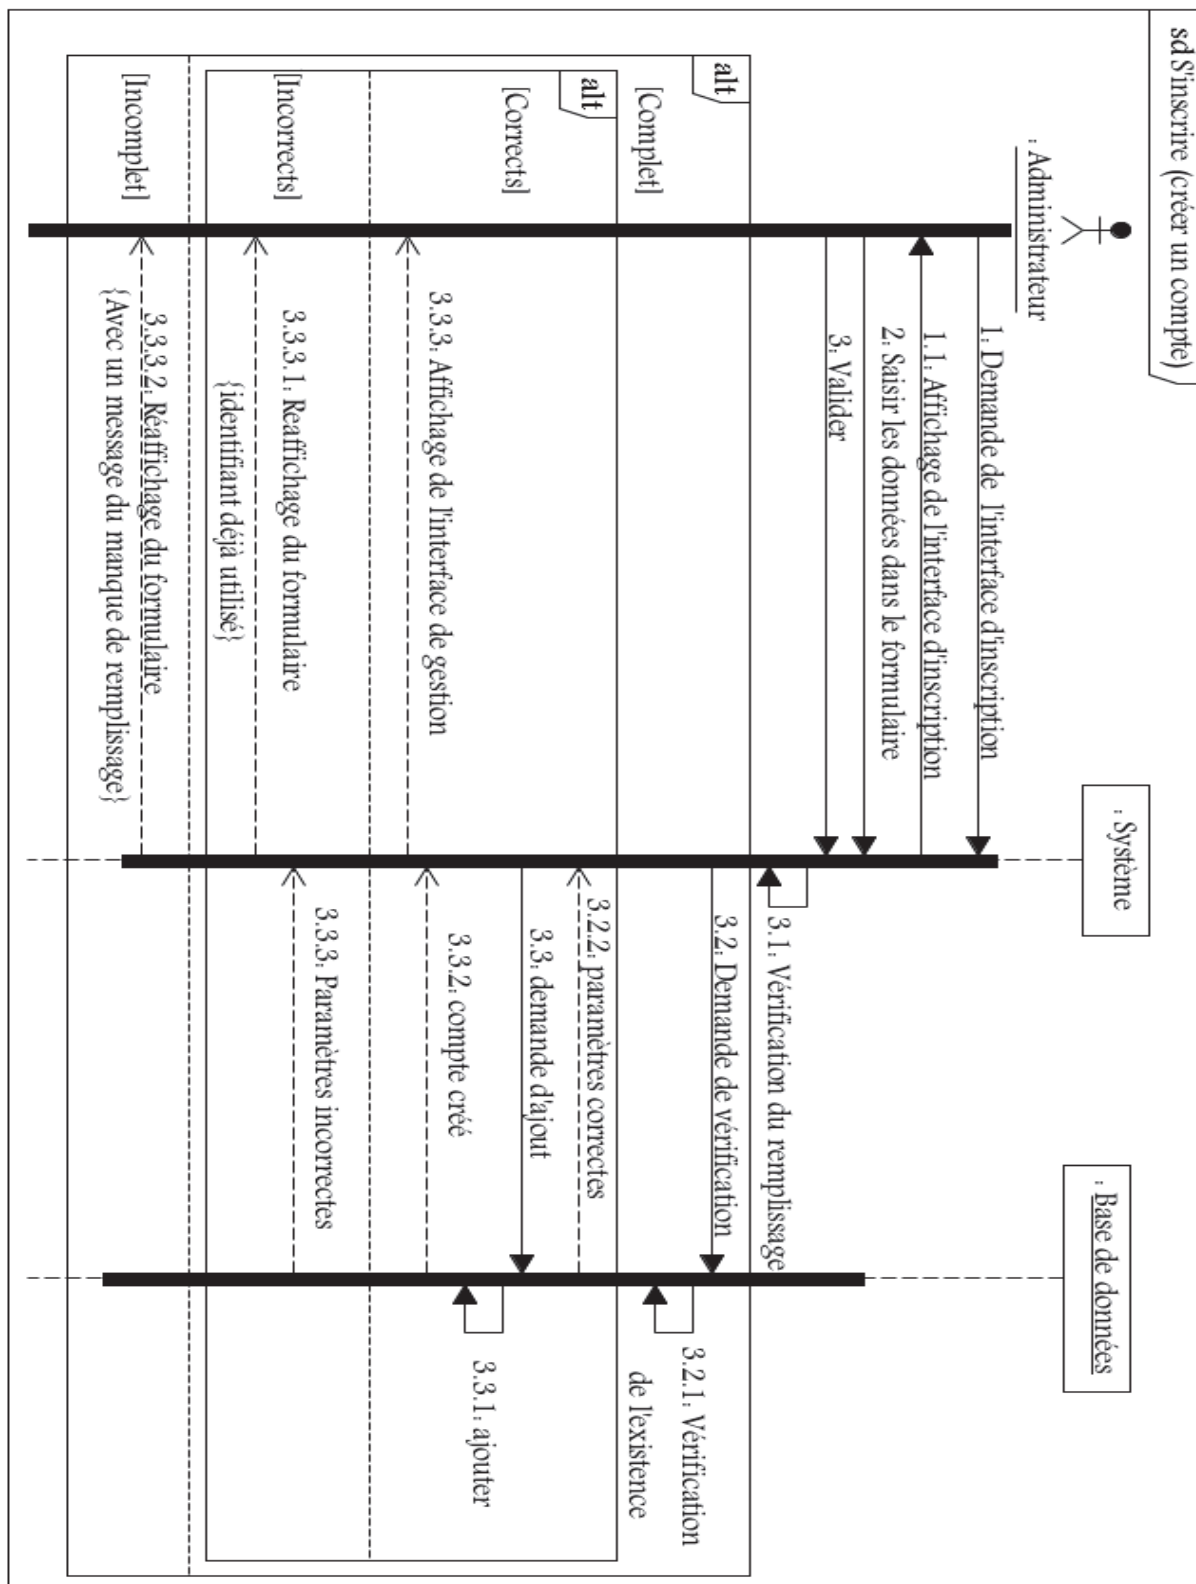 sd S'inscrire (créer un compte)
: Administrateur
: Système
: Base de données
1: Demande de l'interface d'inscription
1.1: Affichage de l'interface d'inscription
2: Saisir les données dans le formulaire
3: Valider
3.1: Vérification du remplissage
alt
[Complet]
3.2: Demande de vérification
3.2.1: Vérification
de l'existence
alt
[Corrects]
3.2.2: paramètres correctes
3.3: demande d'ajout
3.3.1: ajouter
3.3.2: compte créé
3.3.3: Affichage de l'interface de gestion
[Incorrects]
3.3.3: Paramètres incorrectes
3.3.3.1: Reaffichage du formulaire
{identifiant déjà utilisé}
[Incomplet]
3.3.3.2: Réaffichage du formulaire
{Avec un message du manque de remplissage}